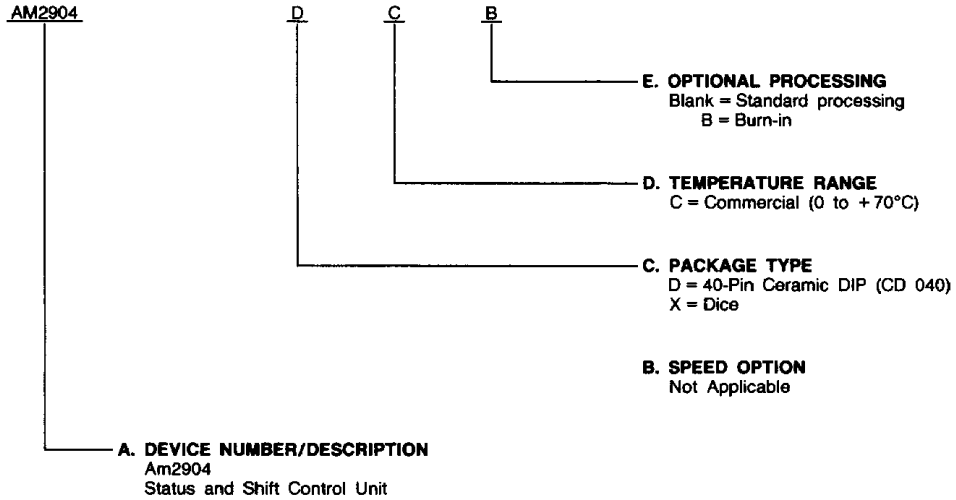 AM2904 D C B
E. OPTIONAL PROCESSING
Blank = Standard processing
B = Burn-in
D. TEMPERATURE RANGE
C = Commercial (0 to +70°C)
C. PACKAGE TYPE
D = 40-Pin Ceramic DIP (CD 040)
X = Dice
B. SPEED OPTION
Not Applicable
A. DEVICE NUMBER/DESCRIPTION
Am2904
Status and Shift Control Unit